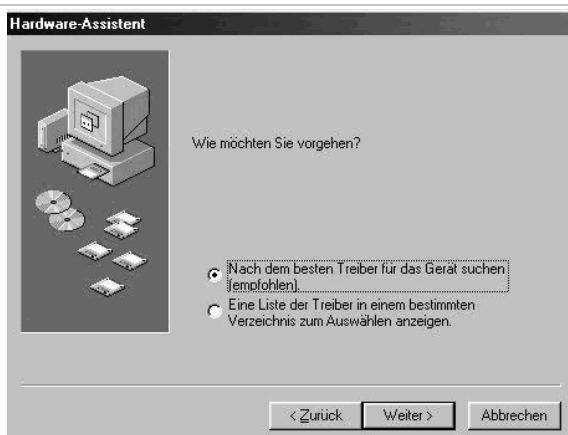 Hardware-Assistent
Wie möchten Sie vorgehen?
Nach dem besten Treiber für das Gerät suchen
(empfohlen).
Eine Liste der Treiber in einem bestimmten
Verzeichnis zum Auswählen anzeigen.
< Zurück Weiter > Abbrechen